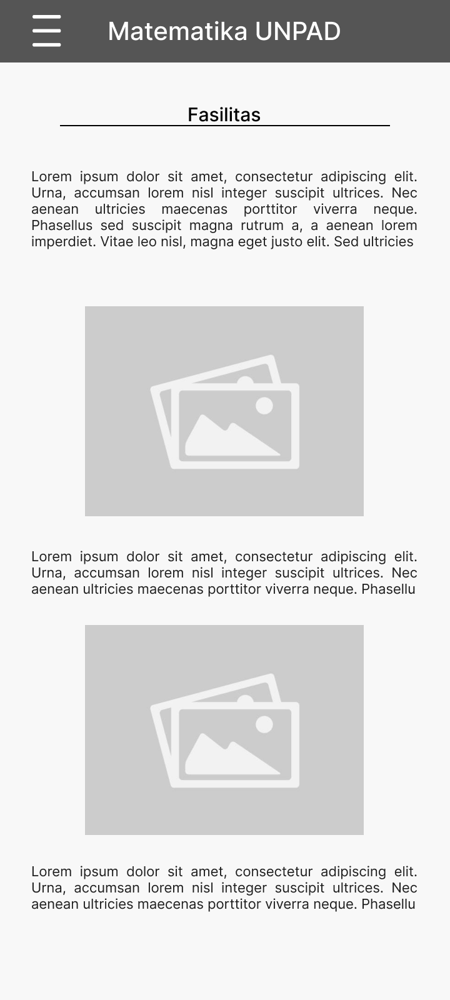 Matematika UNPAD
Fasilitas
Lorem ipsum dolor sit amet, consectetur adipiscing elit.
Urna, accumsan lorem nisl integer suscipit ultrices. Nec
aenean ultricies maecenas porttitor viverra neque.
Phasellus sed suscipit magna rutrum a, a aenean lorem
imperdiet. Vitae leo nisl, magna eget justo elit. Sed ultricies
Lorem ipsum dolor sit amet, consectetur adipiscing elit.
Urna, accumsan lorem nisl integer suscipit ultrices. Nec
aenean ultricies maecenas porttitor viverra neque. Phasellu
Lorem ipsum dolor sit amet, consectetur adipiscing elit.
Urna, accumsan lorem nisl integer suscipit ultrices. Nec
aenean ultricies maecenas porttitor viverra neque. Phasellu